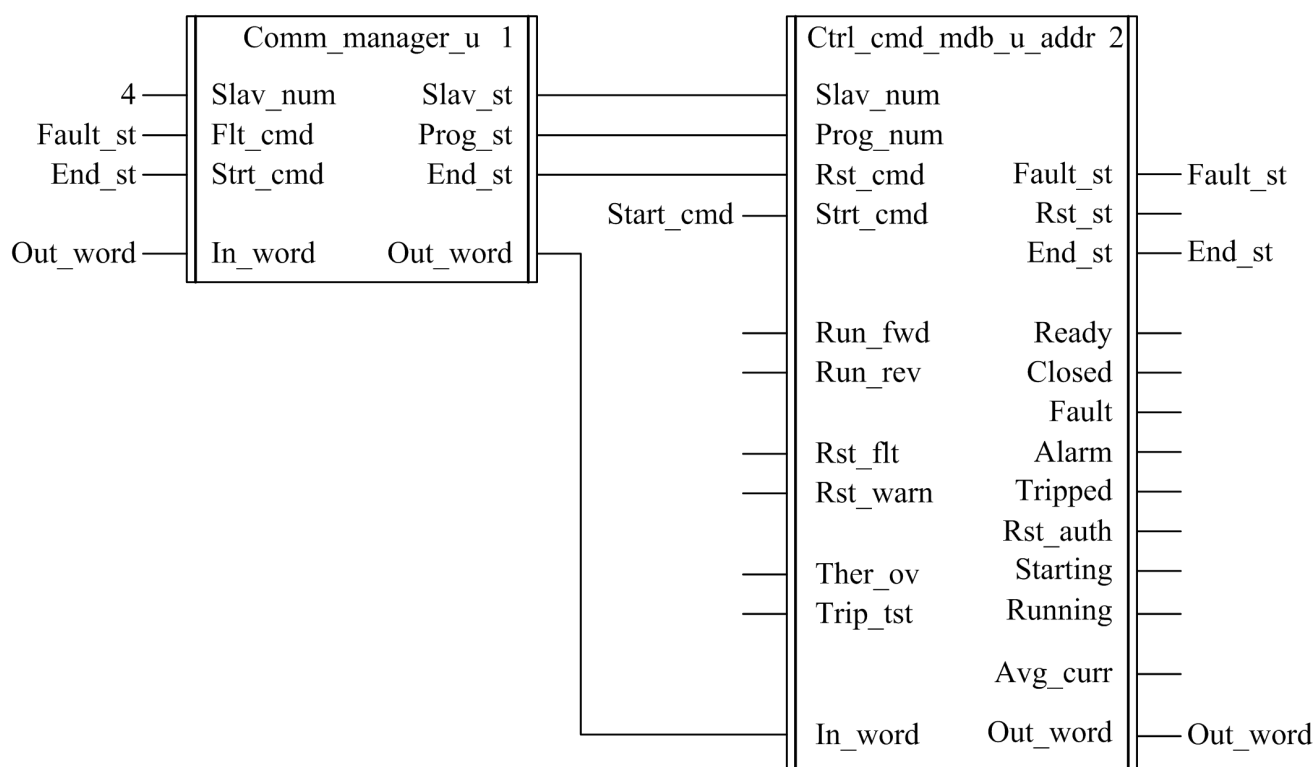 Comm_manager_u 1
4 Slav_num Slav_st
Fault_st Flt_cmd Prog_st
End_st Strt_cmd End_st
Out_word In_word Out_word
Ctrl_cmd_mdb_u_addr 2
Slav_num
Prog_num
Rst_cmd Fault_st Fault_st
Start_cmd Strt_cmd Rst_st
End_st End_st
Run_fwd Ready
Run_rev Closed
Fault
Rst_flt Alarm
Rst_warn Tripped
Rst_auth
Ther_ov Starting
Trip_tst Running
Avg_curr
In_word Out_word Out_word